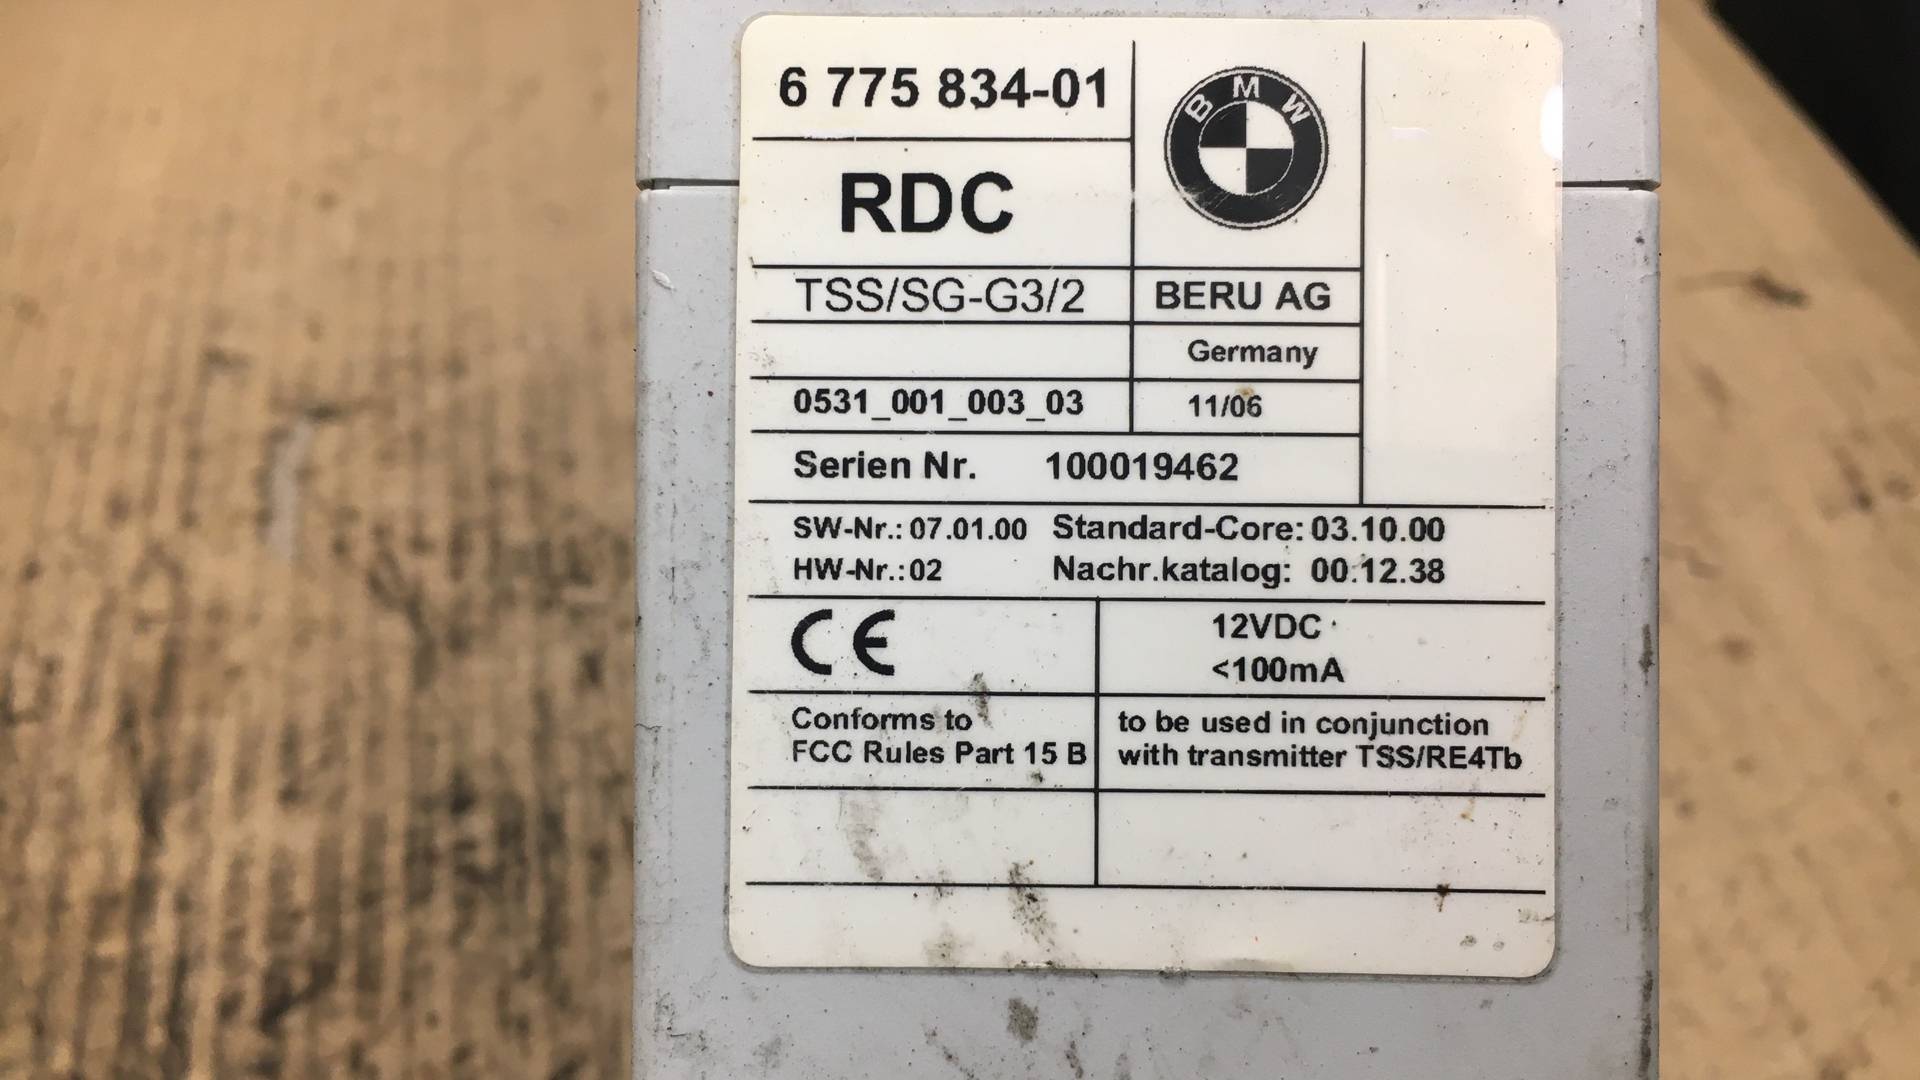 6 775 834-01
BMW
RDC
TSS/SG-G3/2
BERU AG
Germany
0531_001_003_03
11/06
Serien Nr. 100019462
SW-Nr.: 07.01.00 Standard-Core: 03.10.00
HW-Nr.: 02 Nachr.katalog: 00.12.38
CE
12VDC
<100mA
Conforms to
FCC Rules Part 15 B
to be used in conjunction
with transmitter TSS/RE4Tb